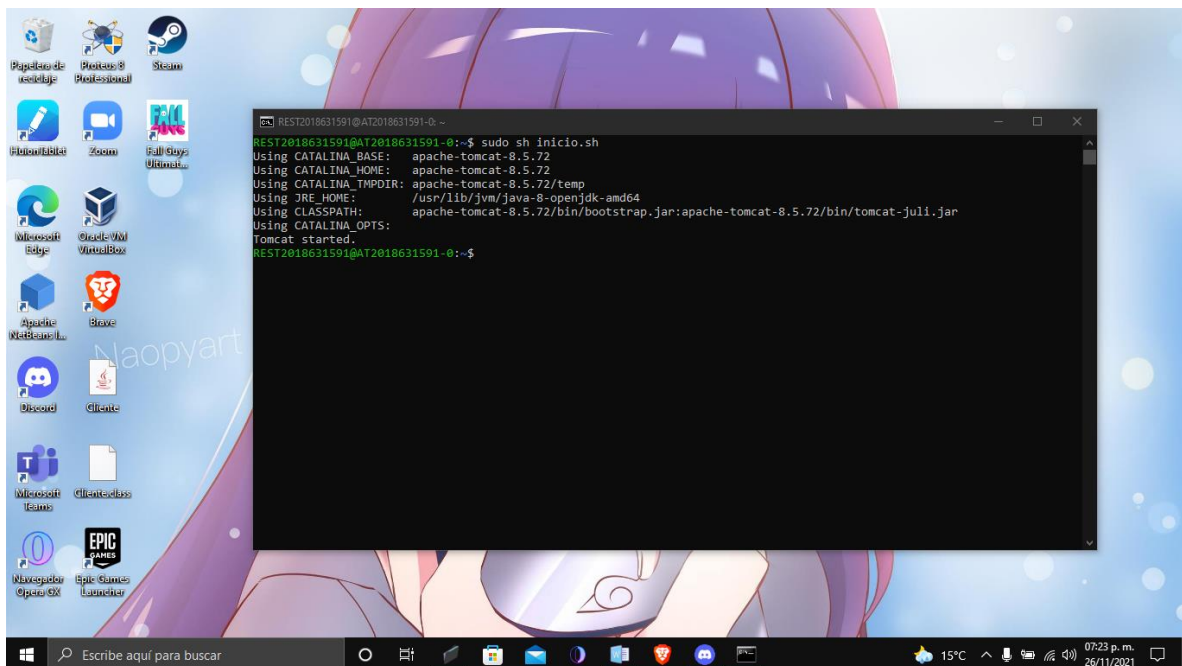 Papelera de
reciclaje
Proteus 8
Professional
Steam
HuionTablet
Zoom
FALL
GUYS
Fall Guys
Ultimat...
Microsoft
Edge
Oracle VM
VirtualBox
Apache
NetBeans I...
Brave
Naopyart
Discord
Cliente
Microsoft
Teams
Cliente.class
Navegador
Opera GX
EPIC
GAMES
Epic Games
Launcher
REST2018631591@AT2018631591-0: ~
REST2018631591@AT2018631591-0:~$ sudo sh inicio.sh
Using CATALINA_BASE:   apache-tomcat-8.5.72
Using CATALINA_HOME:   apache-tomcat-8.5.72
Using CATALINA_TMPDIR: apache-tomcat-8.5.72/temp
Using JRE_HOME:        /usr/lib/jvm/java-8-openjdk-amd64
Using CLASSPATH:       apache-tomcat-8.5.72/bin/bootstrap.jar:apache-tomcat-8.5.72/bin/tomcat-juli.jar
Using CATALINA_OPTS:
Tomcat started.
REST2018631591@AT2018631591-0:~$
Escribe aquí para buscar
15°C
07:23 p. m.
26/11/2021